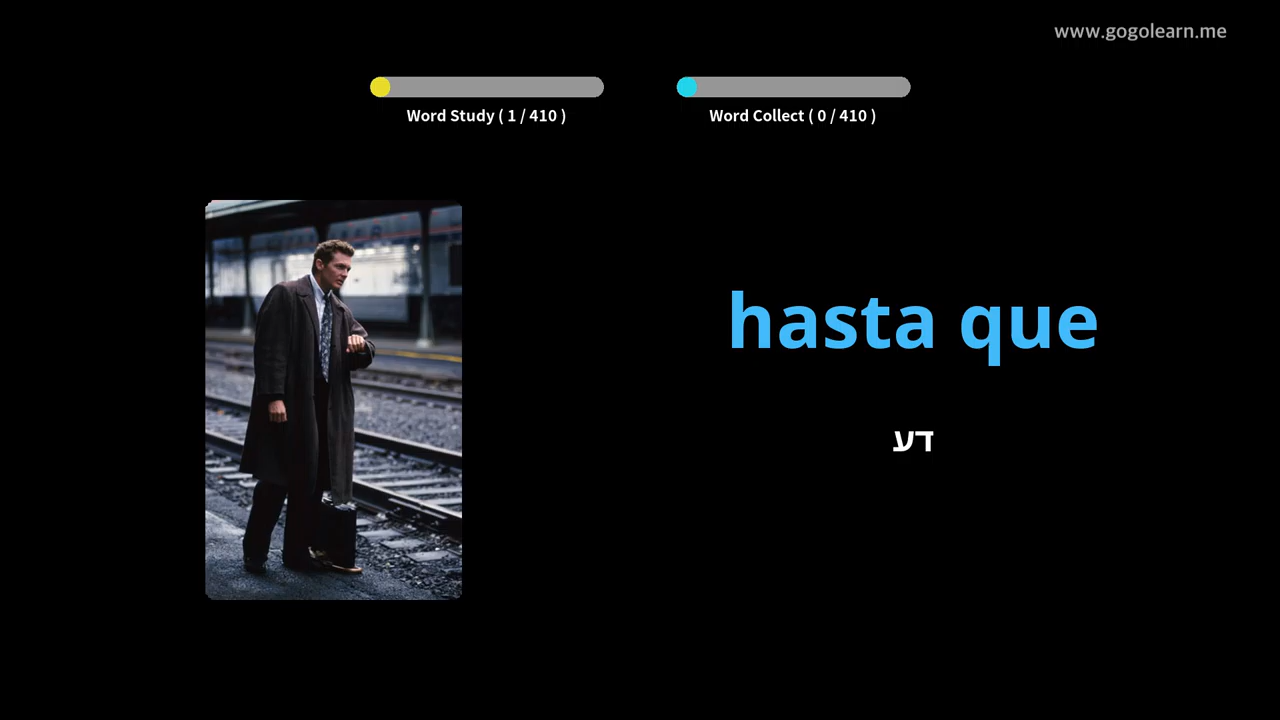 www.gogolearn.me
Word Study ( 1 / 410 )
Word Collect ( 0 / 410 )
hasta que
דע